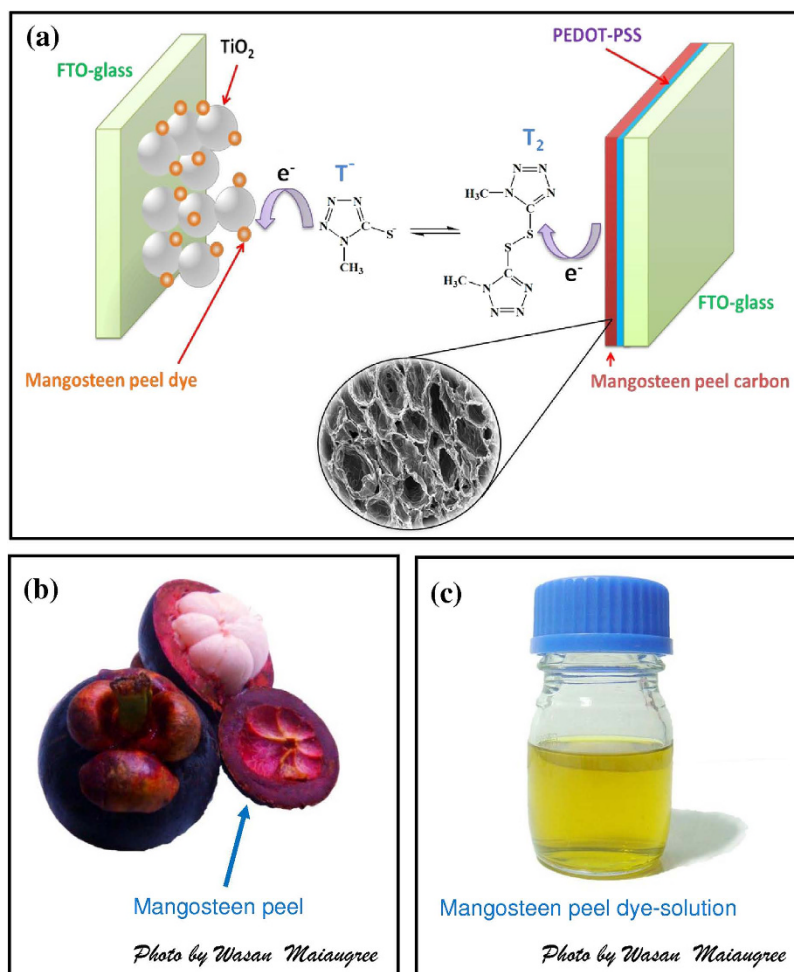 (a)
TiO2
FTO-glass
PEDOT-PSS
T2
T-
e-
N N
N N
H3C
C
S
S
N N
N
N
C
S-
CH3
S
S
C
H3C
N N
N N
e-
FTO-glass
Mangosteen peel dye
Mangosteen peel carbon
(b)
Mangosteen peel
Photo by Wasan Maiaugree
(c)
Mangosteen peel dye-solution
Photo by Wasan Maiaugree